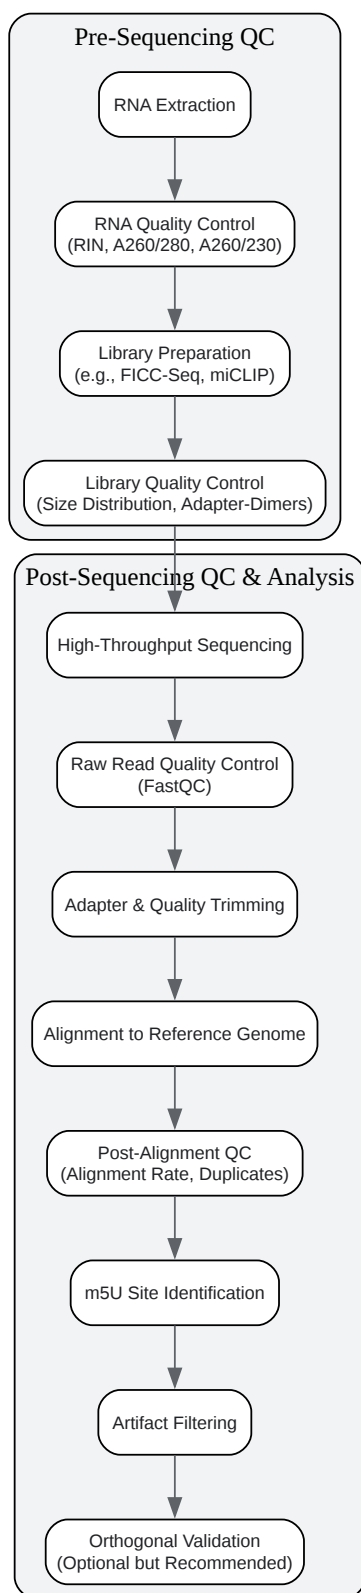 Pre-Sequencing QC
RNA Extraction
RNA Quality Control
(RIN, A260/280, A260/230)
Library Preparation
(e.g., FICC-Seq, miCLIP)
Library Quality Control
(Size Distribution, Adapter-Dimers)
Post-Sequencing QC & Analysis
High-Throughput Sequencing
Raw Read Quality Control
(FastQC)
Adapter & Quality Trimming
Alignment to Reference Genome
Post-Alignment QC
(Alignment Rate, Duplicates)
m5U Site Identification
Artifact Filtering
Orthogonal Validation
(Optional but Recommended)